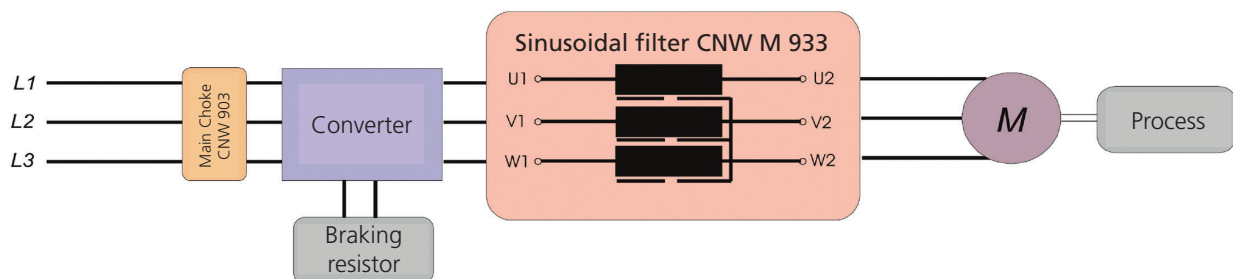 Sinusoidal filter CNW M 933
L1
L2
L3
Main Choke
CNW 903
Converter
Braking
resistor
U1
U2
V1
V2
W1
W2
M
Process